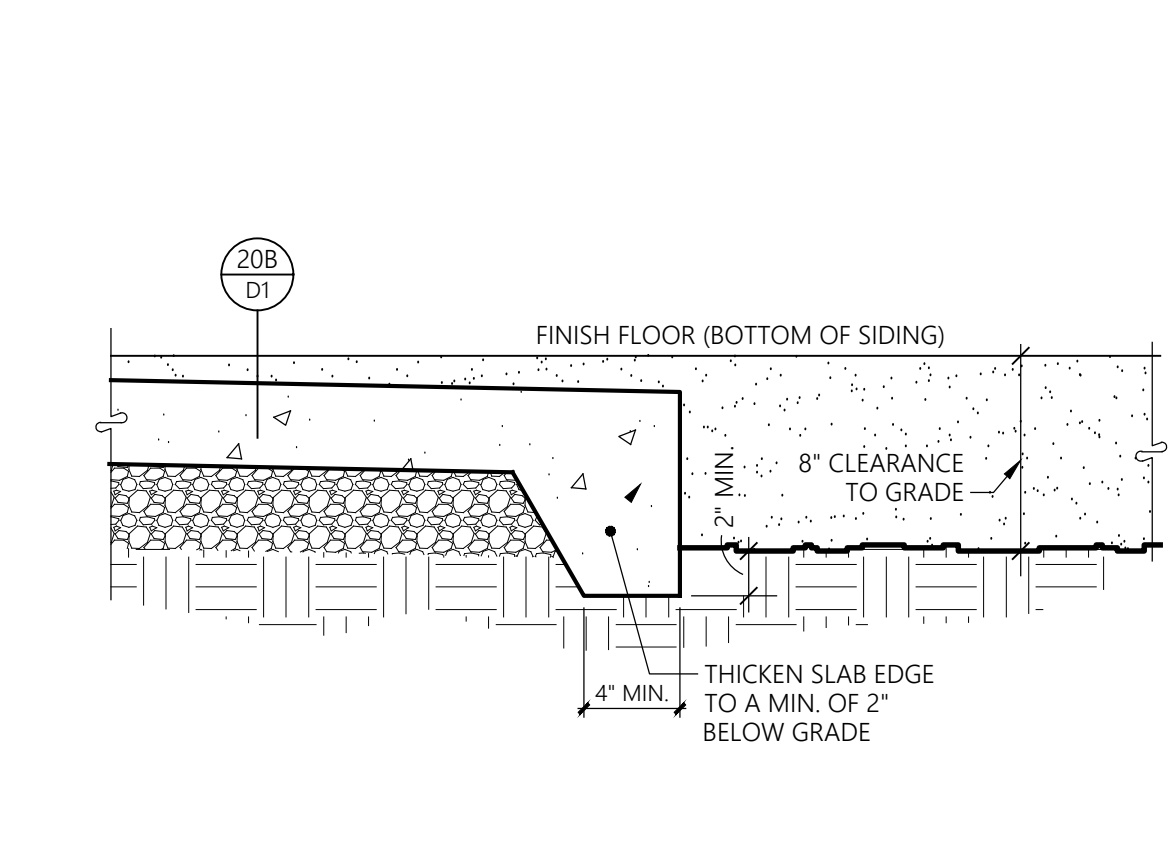 20B
D1
FINISH FLOOR (BOTTOM OF SIDING)
8" CLEARANCE
TO GRADE
2" MIN.
4" MIN.
THICKEN SLAB EDGE
TO A MIN. OF 2"
BELOW GRADE